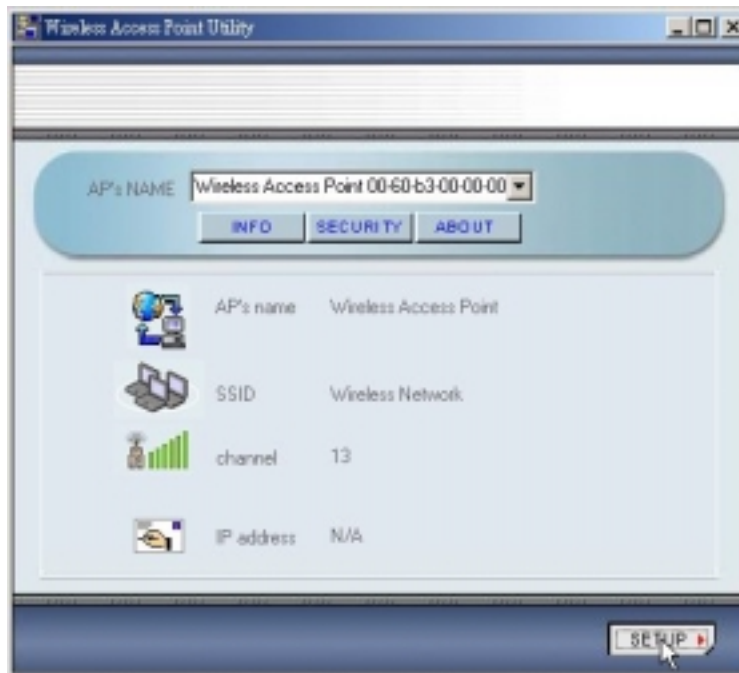 Wireless Access Point Utility
AP's NAME Wireless Access Point 00-60-b3-00-00-00
INFO SECURITY ABOUT
AP's name Wireless Access Point
SSID Wireless Network
channel 13
IP address N/A
SETUP